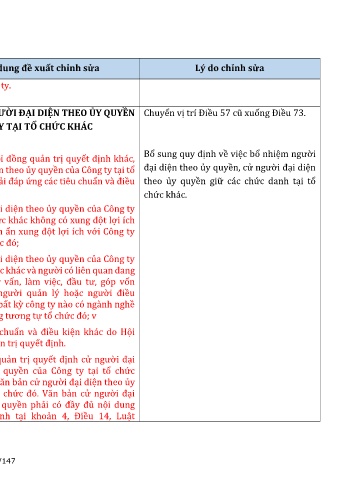 dung đề xuất chỉnh sửa
Lý do chỉnh sửa
ty.
ƯỜI ĐẠI DIỆN THEO ỦY QUYỀN
Y TẠI TỔ CHỨC KHÁC
i đồng quản trị quyết định khác,
n theo ủy quyền của Công ty tại tổ
ải đáp ứng các tiêu chuẩn và điều
i diện theo ủy quyền của Công ty
ức khác không có xung đột lợi ích
n ẩn xung đột lợi ích với Công ty
c đó;
i diện theo ủy quyền của Công ty
c khác và người có liên quan đang
vấn, làm việc, đầu tư, góp vốn
người quản lý hoặc người điều
bất kỳ công ty nào có ngành nghề
g tương tự tổ chức đó; v
chuẩn và điều kiện khác do Hội
n trị quyết định.
quản trị quyết định cử người đại
quyền của Công ty tại tổ chức
ăn bản cử người đại diện theo ủy
chức đó. Văn bản cử người đại
quyền phải có đầy đủ nội dung
nh tại khoản 4, Điều 14, Luật
Chuyển vị trí Điều 57 cũ xuống Điều 73.
Bổ sung quy định về việc bổ nhiệm người
đại diện theo ủy quyền, cử người đại diện
theo ủy quyền giữ các chức danh tại tổ
chức khác.
/147